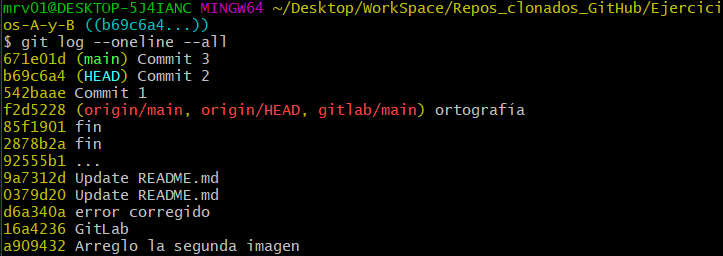 mrv01@DESKTOP-5J4IANC MINGW64 ~/Desktop/WorkSpace/Repos_clonados_GitHub/Ejercici
os-A-y-B ((b69c6a4...))
$ git log --oneline --all
671e01d (main) Commit 3
b69c6a4 (HEAD) Commit 2
542baae Commit 1
f2d5228 (origin/main, origin/HEAD, gitlab/main) ortografía
85f1901 fin
2878b2a fin
92555b1 ...
9a7312d Update README.md
0379d20 Update README.md
d6a340a error corregido
16a4236 GitLab
a909432 Arreglo la segunda imagen